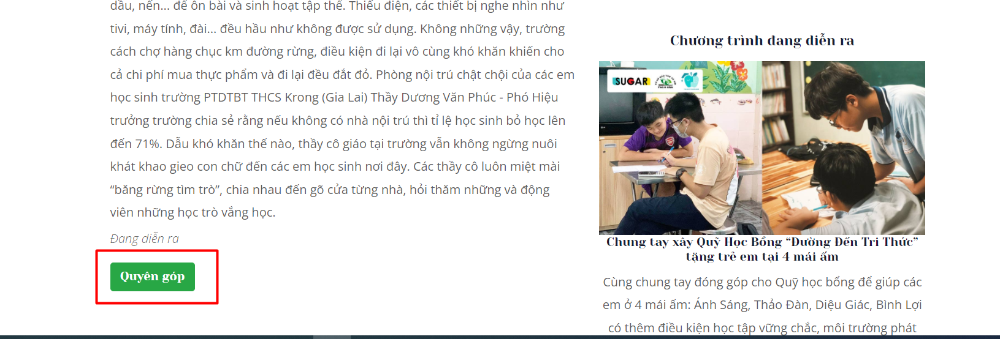 dầu, nến... để ôn bài và sinh hoạt tập thể. Thiếu điện, các thiết bị nghe nhìn như
tivi, máy tính, đài... đều hầu như không được sử dụng. Không những vậy, trường
cách chợ hàng chục km đường rừng, điều kiện đi lại vô cùng khó khăn khiến cho
cả chi phí mua thực phẩm và đi lại đều đắt đỏ. Phòng nội trú chật chội của các em
học sinh trường PTDTBT THCS Krong (Gia Lai) Thầy Dương Văn Phúc - Phó Hiệu
trưởng trường chia sẻ rằng nếu không có nhà nội trú thì tỉ lệ học sinh bỏ học lên
đến 71%. Dẫu khó khăn thế nào, thầy cô giáo tại trường vẫn không ngừng nuôi
khát khao gieo con chữ đến các em học sinh nơi đây. Các thầy cô luôn miệt mài
“băng rừng tìm trò”, chia nhau đến gõ cửa từng nhà, hỏi thăm những và động
viên những học trò vắng học.
Đang diễn ra
Quyên góp
Chương trình đang diễn ra
SUGAR
Chung tay xây Quỹ Học Bổng “Đường Đến Tri Thức”
tặng trẻ em tại 4 mái ấm
Cùng chung tay đóng góp cho Quỹ học bổng để giúp các
em ở 4 mái ấm: Ánh Sáng, Thảo Đàn, Diệu Giác, Bình Lợi
có thêm điều kiện học tập vững chắc, môi trường phát